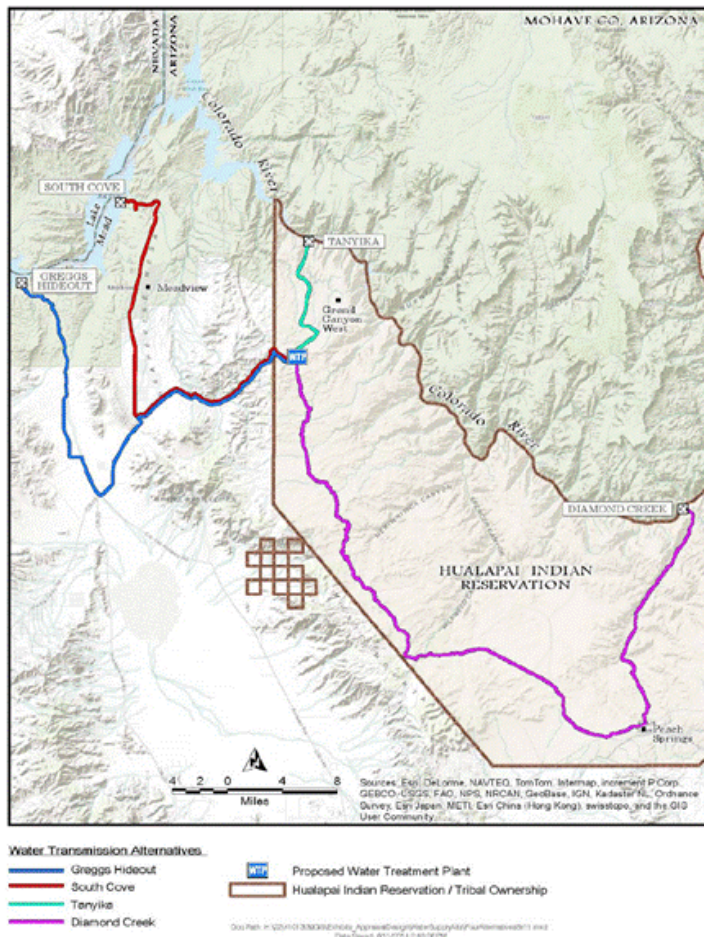 MOHAVE CO, ARIZONA
NEVADA
ARIZONA
Colorado River
SOUTH COVE
Lake Mead
TANYIKA
GREGGS
HIDEOUT
Meadview
Grand
Canyon
West
WTP
Colorado River
DIAMOND CREEK
HUALAPAI INDIAN
RESERVATION
Peach
Springs
4 2 0 4 8
Miles
Sources: Esri, DeLorme, NAVTEQ, TomTom, Intermap, increment P Corp.,
GEBCO, USGS, FAO, NPS, NRCAN, GeoBase, IGN, Kadaster NL, Ordnance
Survey, Esri Japan, METI, Esri China (Hong Kong), swisstopo, and the GIS
User Community
Water Transmission Alternatives
Greggs Hideout
South Cove
Tanyika
Diamond Creek
WTP Proposed Water Treatment Plant
Hualapai Indian Reservation / Tribal Ownership